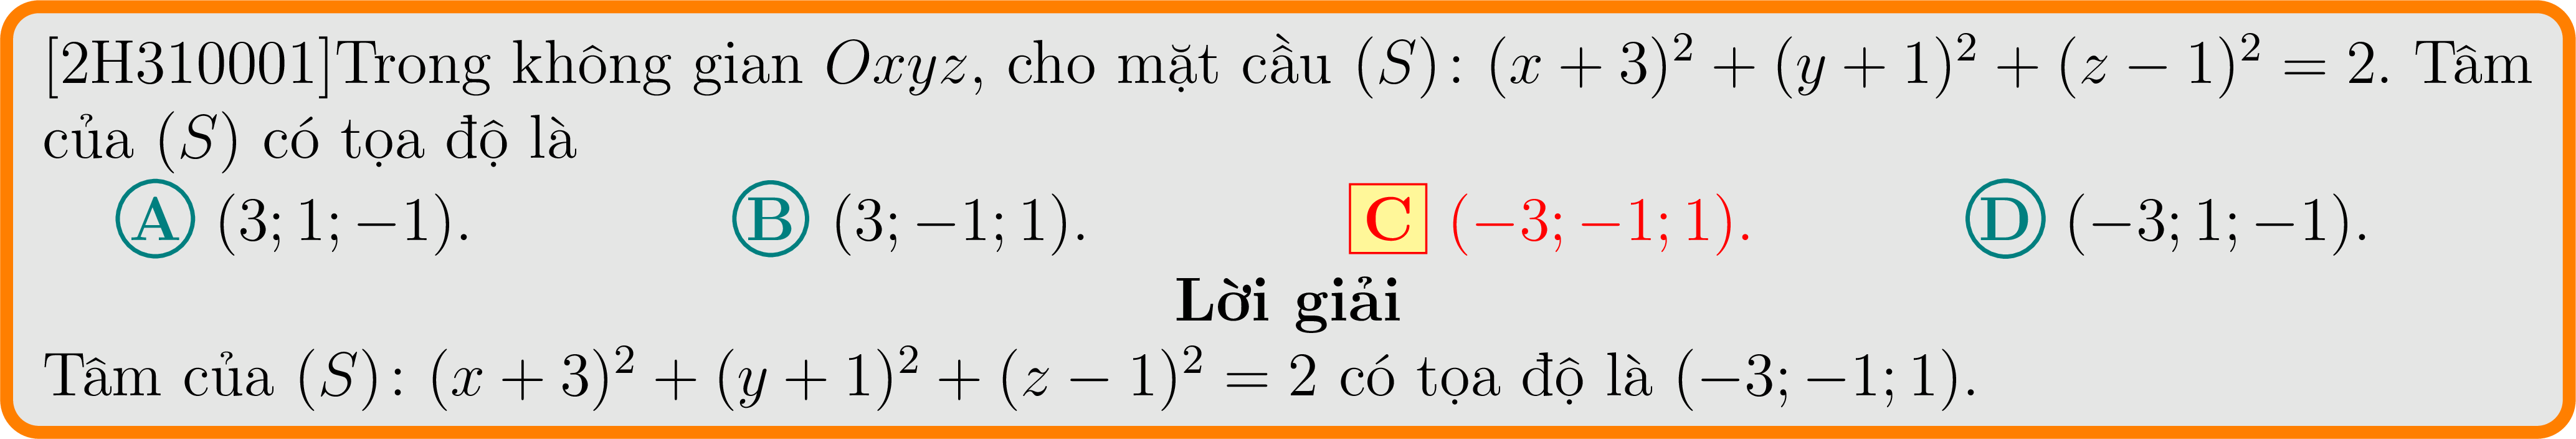 [2H310001]Trong không gian Oxyz, cho mặt cầu (S): (x + 3)² + (y + 1)² + (z − 1)² = 2. Tâm
của (S) có tọa độ là
A (3; 1; −1). B (3; −1; 1). C (−3; −1; 1). D (−3; 1; −1).
Lời giải
Tâm của (S): (x + 3)² + (y + 1)² + (z − 1)² = 2 có tọa độ là (−3; −1; 1).